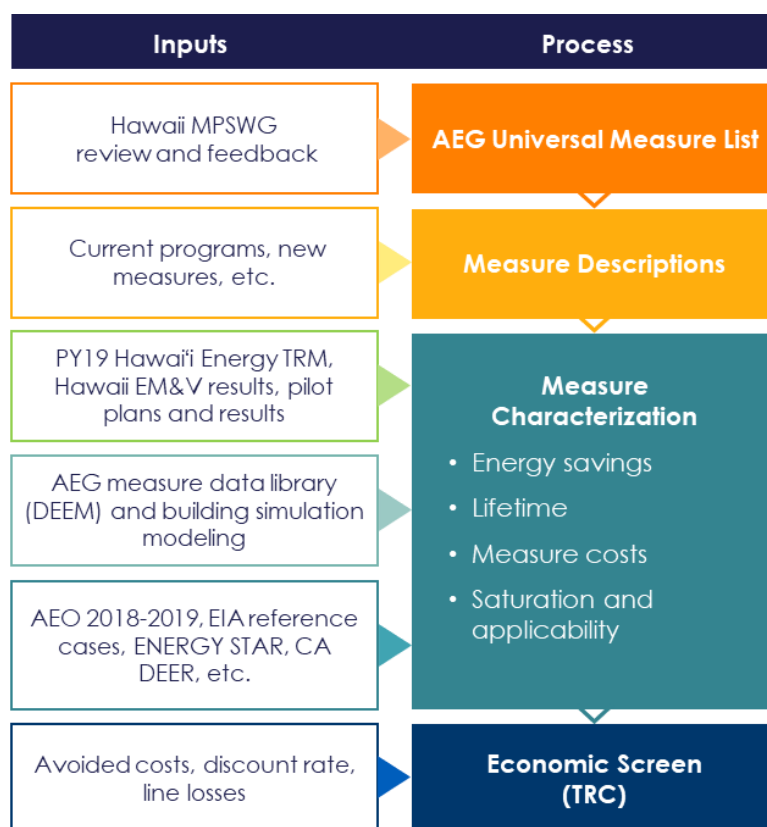 Inputs
Process
Hawaii MPSWG
review and feedback
AEG Universal Measure List
Current programs, new
measures, etc.
Measure Descriptions
PY19 Hawai‘i Energy TRM,
Hawaii EM&V results, pilot
plans and results
AEG measure data library
(DEEM) and building simulation
modeling
AEO 2018-2019, EIA reference
cases, ENERGY STAR, CA
DEER, etc.
Measure
Characterization
• Energy savings
• Lifetime
• Measure costs
• Saturation and
applicability
Avoided costs, discount rate,
line losses
Economic Screen
(TRC)